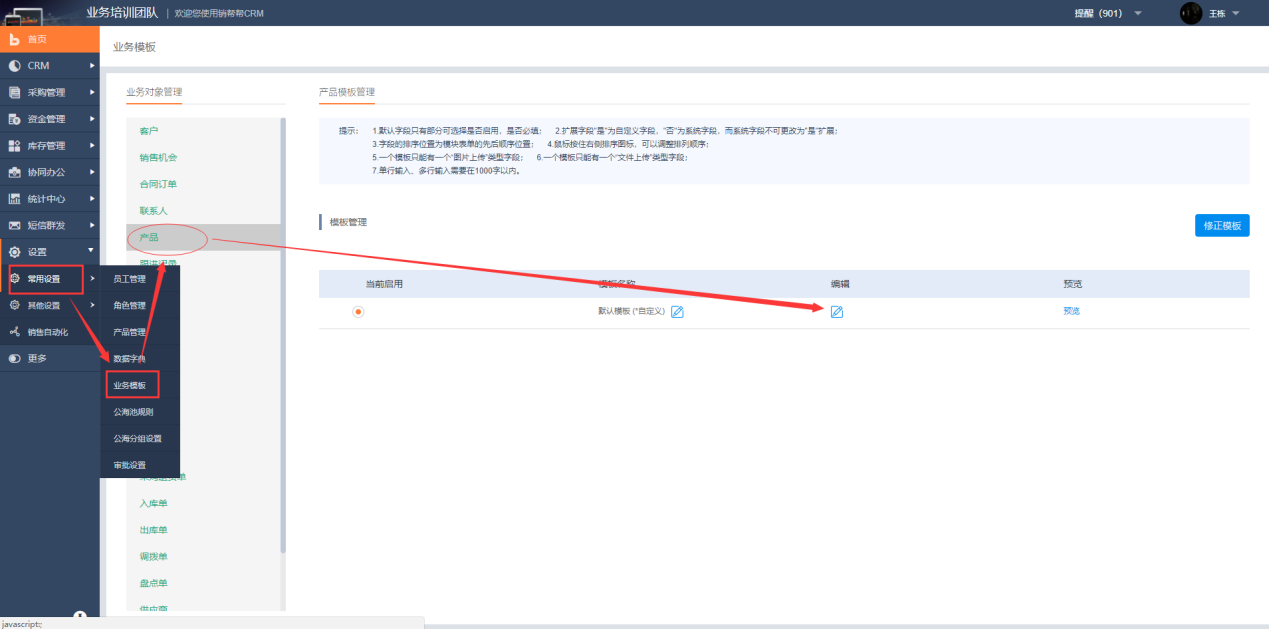 业务培训团队 | 欢迎您使用销帮帮CRM
提醒（901）
王栋
首页
CRM
采购管理
资金管理
库存管理
协同办公
统计中心
短信群发
设置
常用设置
其他设置
销售自动化
更多
员工管理
角色管理
产品管理
数据字典
业务模板
公海池规则
公海分组设置
审批设置
业务模板
业务对象管理
客户
销售机会
合同订单
联系人
产品
跟进记录
入库单
出库单
调拨单
盘点单
供应商
产品模板管理
提示： 1.默认字段只有部分可选择是否启用，是否必填； 2.扩展字段"是"为自定义字段，"否"为系统字段，而系统字段不可更改为"是"扩展；
3.字段的排序位置为模块表单的先后顺序位置； 4.鼠标按住右侧排序图标，可以调整排列顺序；
5.一个模板只能有一个"图片上传"类型字段； 6.一个模板只能有一个"文件上传"类型字段；
7.单行输入、多行输入需要在1000字以内。
模板管理
修正模板
当前启用 模板名称 编辑 预览
默认模板 (*自定义) 预览
javascript:;